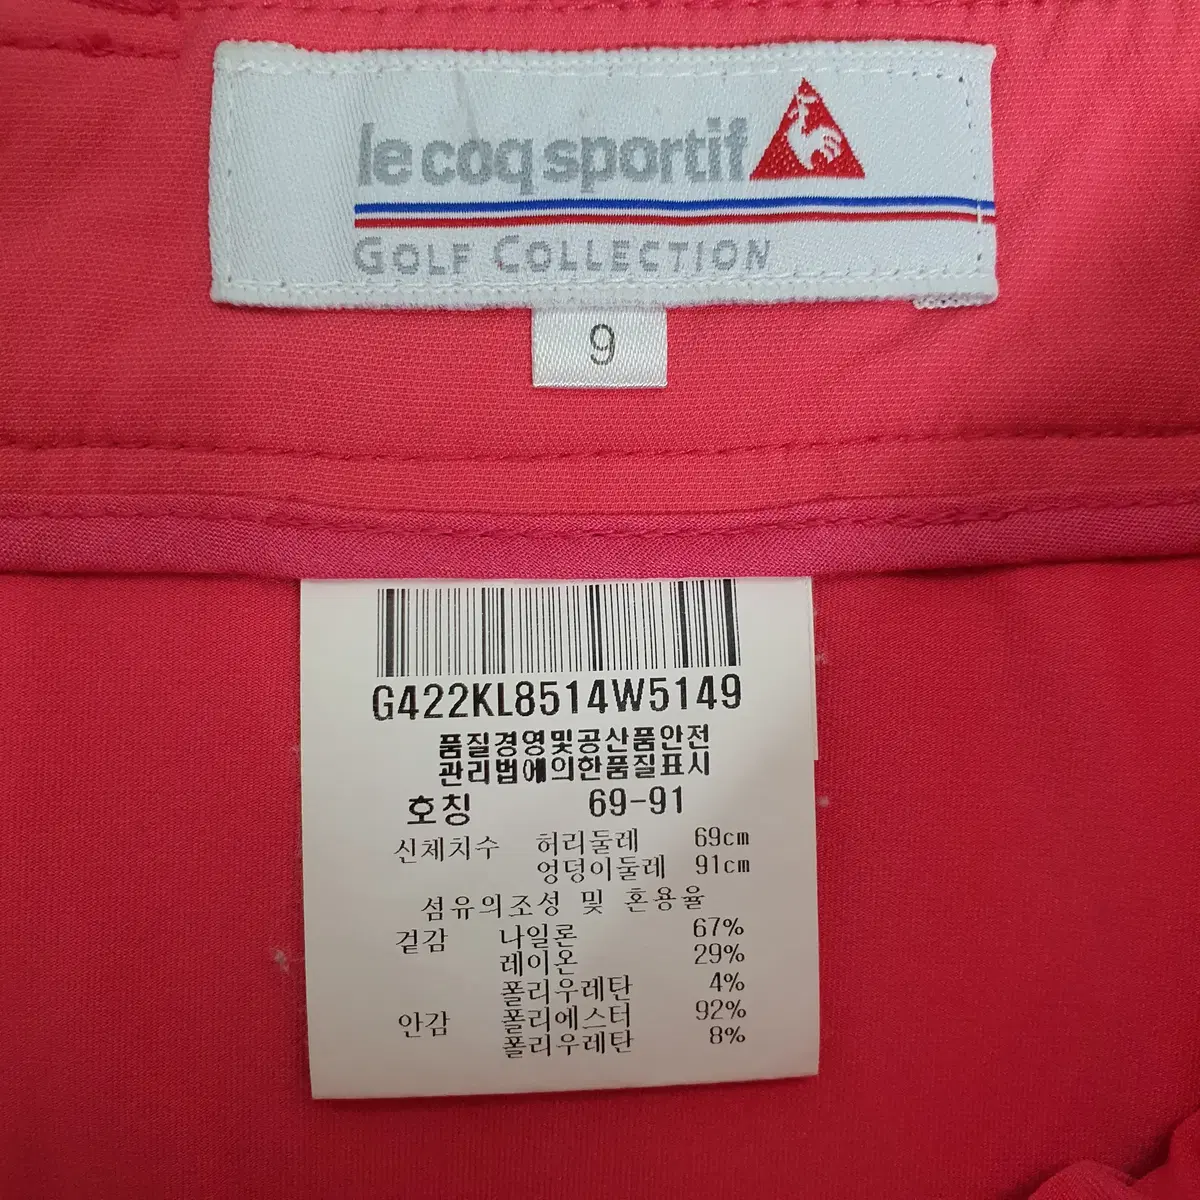 le coq sportif
GOLF COLLECTION
9
G422KL8514W5149
품질경영및공산품안전
관리법에의한품질표시
호칭 69-91
신체치수 허리둘레 69cm
엉덩이둘레 91cm
섬유의조성 및 혼용율
겉감 나일론 67%
레이온 29%
폴리우레탄 4%
안감 폴리에스터 92%
폴리우레탄 8%